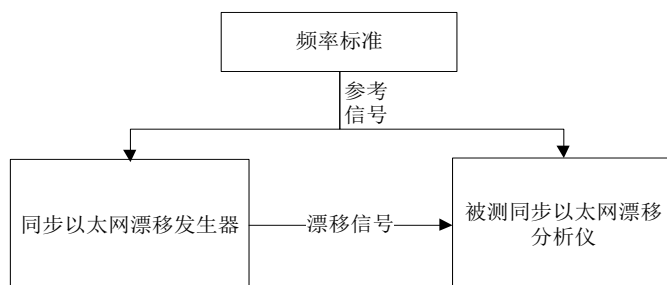 频率标准
参考
信号
同步以太网漂移发生器
漂移信号
被测同步以太网漂移
分析仪